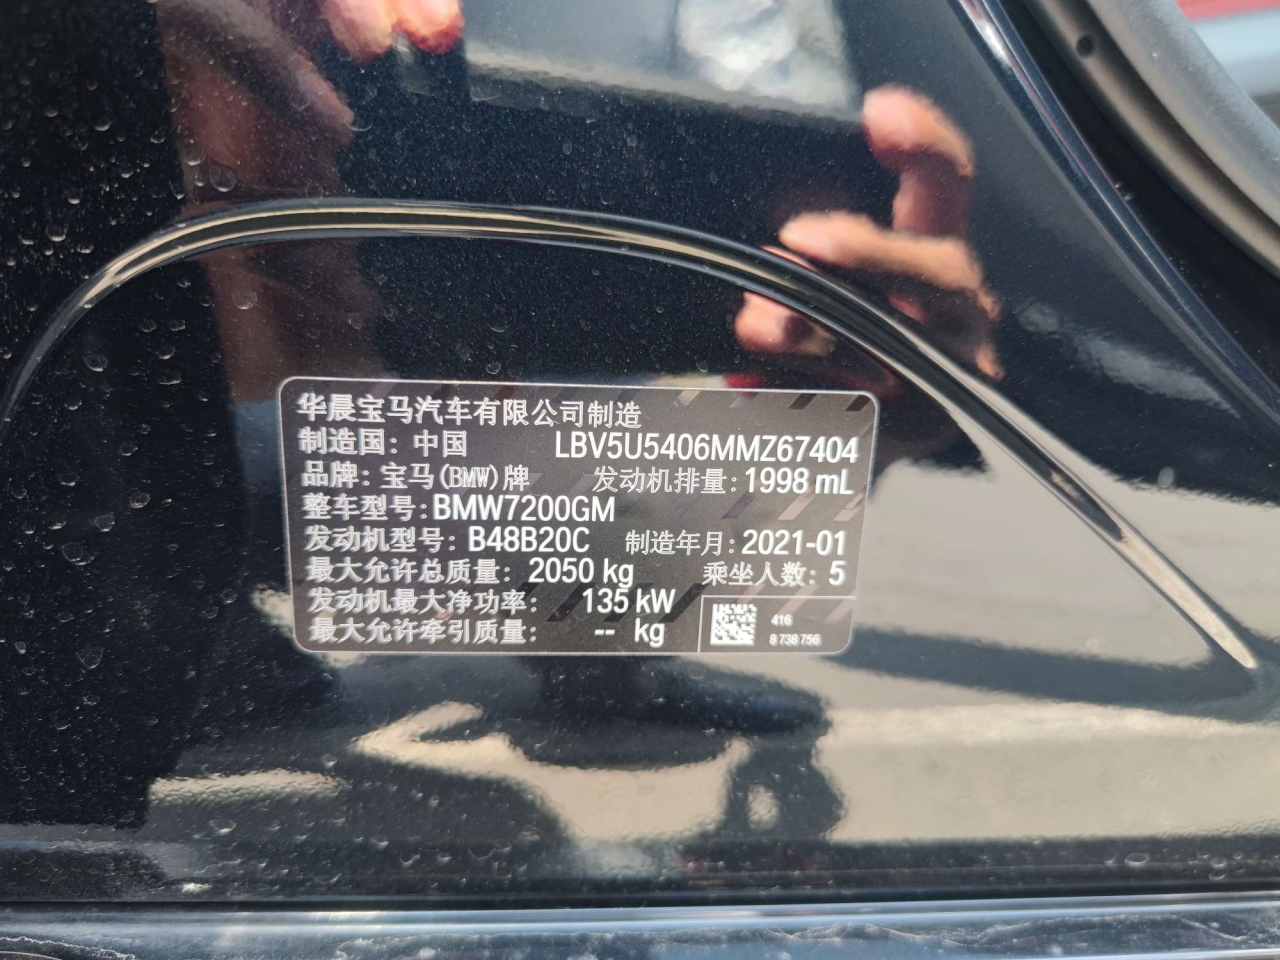 华晨宝马汽车有限公司制造
制造国: 中国 LBV5U5406MMZ67404
品牌: 宝马(BMW)牌 发动机排量: 1998 mL
整车型号: BMW7200GM
发动机型号: B48B20C 制造年月: 2021-01
最大允许总质量: 2050 kg 乘坐人数: 5
发动机最大净功率: 135 kW
最大允许牵引质量: -- kg
416
8 738 756